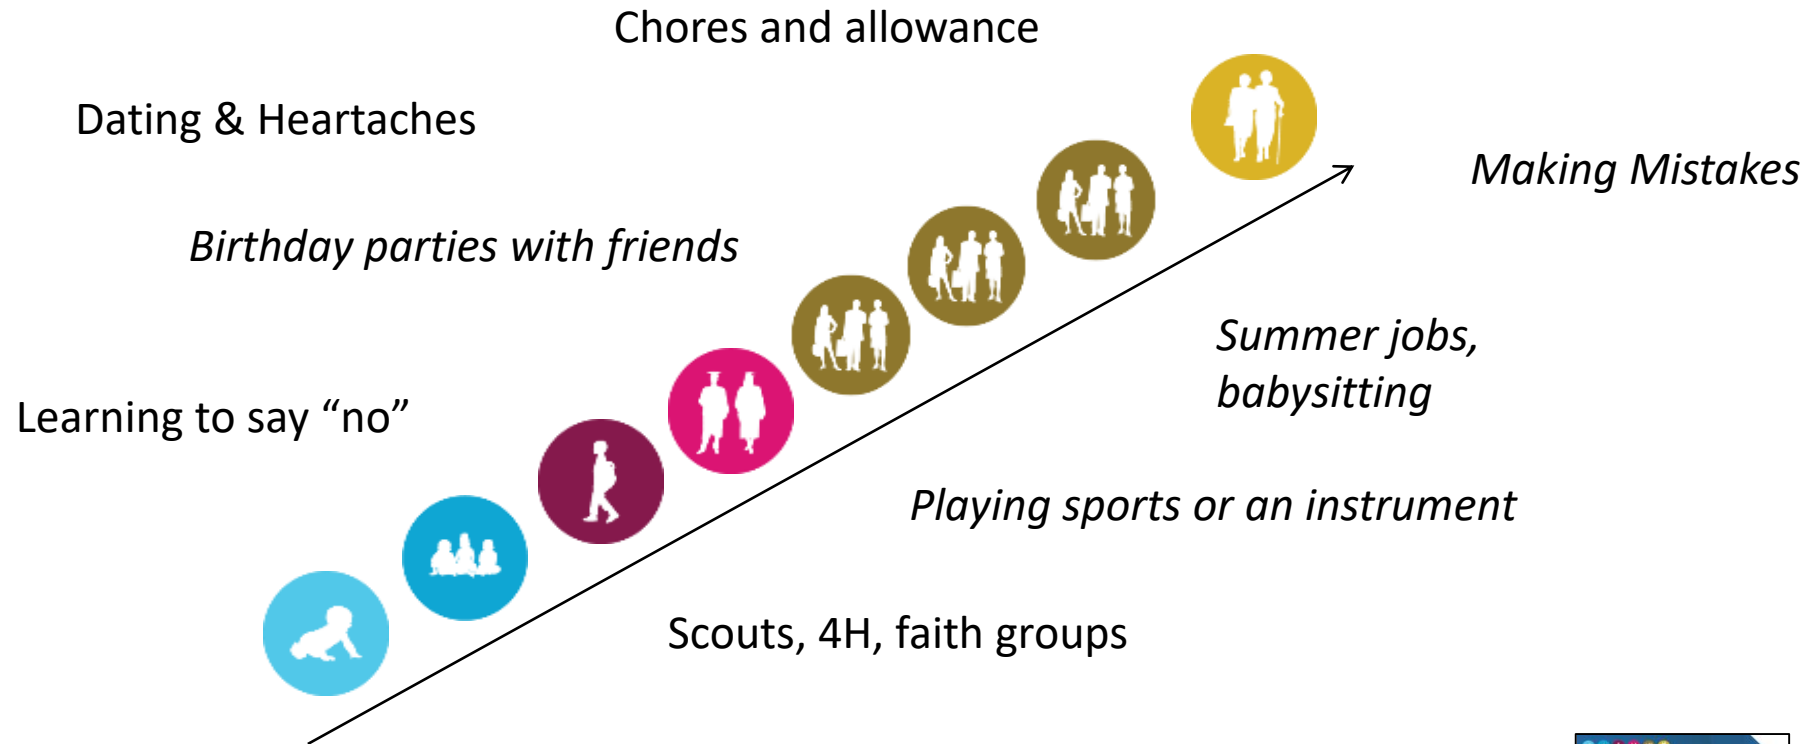 Chores and allowance
Dating & Heartaches
Making Mistakes
Birthday parties with friends
Summer jobs,
babysitting
Learning to say “no”
Playing sports or an instrument
Scouts, 4H, faith groups